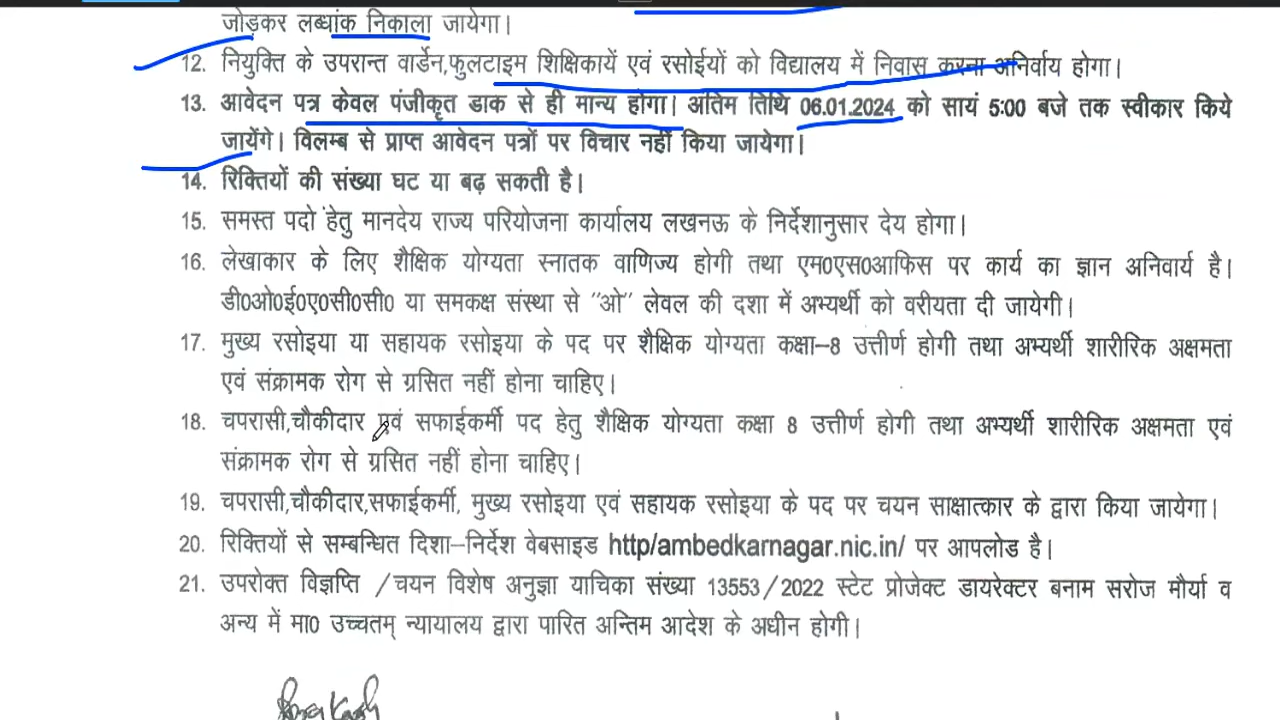 जोड़कर लब्धांक निकाला जायेगा।
12. नियुक्ति के उपरान्त वार्डेन,फुलटाइम शिक्षिकायें एवं रसोईयों को विद्यालय में निवास करना अनिर्वाय होगा।
13. आवेदन पत्र केवल पंजीकृत डाक से ही मान्य होगा। अंतिम तिथि 06.01.2024 को सायं 5:00 बजे तक स्वीकार किये
जायेंगे। विलम्ब से प्राप्त आवेदन पत्रों पर विचार नहीं किया जायेगा।
14. रिक्तियों की संख्या घट या बढ़ सकती है।
15. समस्त पदो हेतु मानदेय राज्य परियोजना कार्यालय लखनऊ के निर्देशानुसार देय होगा।
16. लेखाकार के लिए शैक्षिक योग्यता स्नातक वाणिज्य होगी तथा एम0एस0आफिस पर कार्य का ज्ञान अनिवार्य है।
डी0ओ0ई0ए0सी0सी0 या समकक्ष संस्था से "ओ" लेवल की दशा में अभ्यर्थी को वरीयता दी जायेगी।
17. मुख्य रसोइया या सहायक रसोइया के पद पर शैक्षिक योग्यता कक्षा–8 उत्तीर्ण होगी तथा अभ्यर्थी शारीरिक अक्षमता
एवं संक्रामक रोग से ग्रसित नहीं होना चाहिए।
18. चपरासी,चौकीदार एवं सफाईकर्मी पद हेतु शैक्षिक योग्यता कक्षा 8 उत्तीर्ण होगी तथा अभ्यर्थी शारीरिक अक्षमता एवं
संक्रामक रोग से ग्रसित नहीं होना चाहिए।
19. चपरासी,चौकीदार,सफाईकर्मी, मुख्य रसोइया एवं सहायक रसोइया के पद पर चयन साक्षात्कार के द्वारा किया जायेगा।
20. रिक्तियों से सम्बन्धित दिशा–निर्देश वेबसाइड http/ambedkarnagar.nic.in/ पर आपलोड है।
21. उपरोक्त विज्ञप्ति /चयन विशेष अनुज्ञा याचिका संख्या 13553/2022 स्टेट प्रोजेक्ट डायरेक्टर बनाम सरोज मौर्या व
अन्य में मा0 उच्चतम् न्यायालय द्वारा पारित अन्तिम आदेश के अधीन होगी।